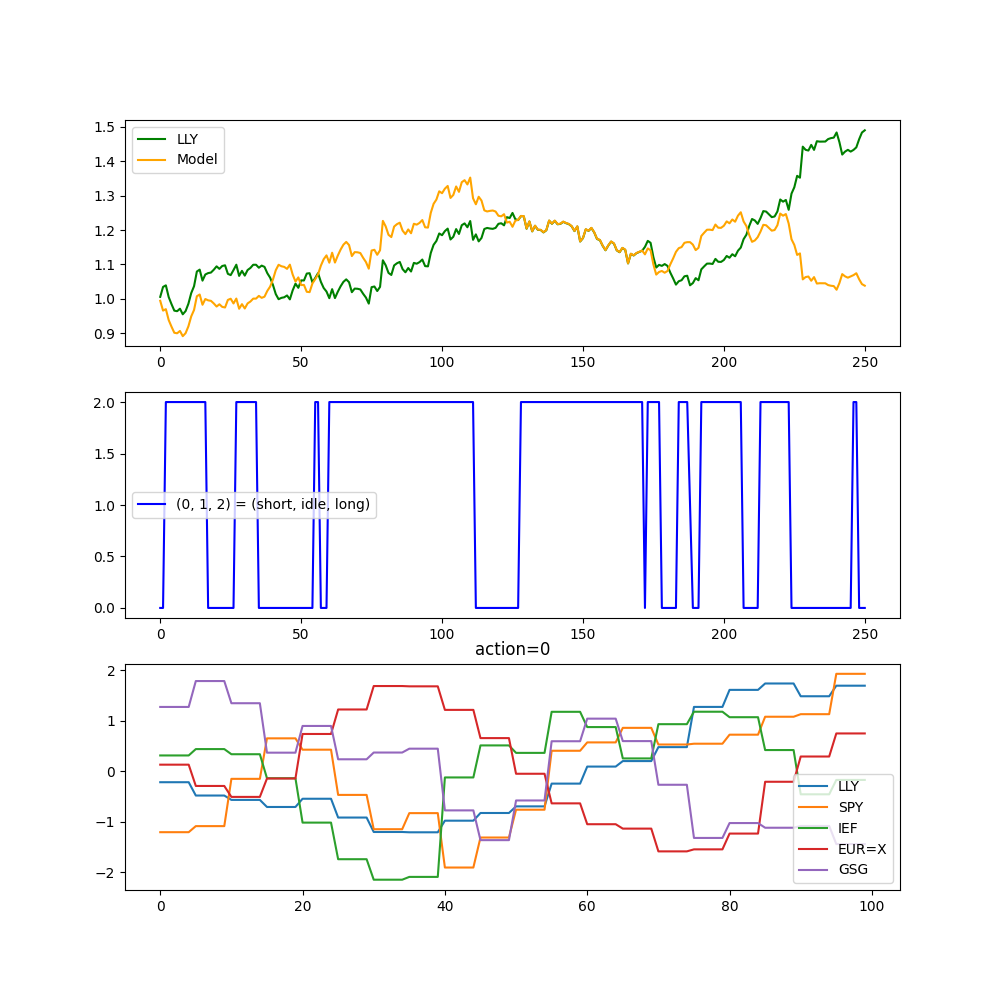 1.5
1.4
1.3
1.2
1.1
1.0
0.9
LLY
Model
0 50 100 150 200 250
2.0
1.5
1.0
0.5
0.0
(0, 1, 2) = (short, idle, long)
0 50 100 150 200 250
action=0
2
1
0
−1
−2
LLY
SPY
IEF
EUR=X
GSG
0 20 40 60 80 100